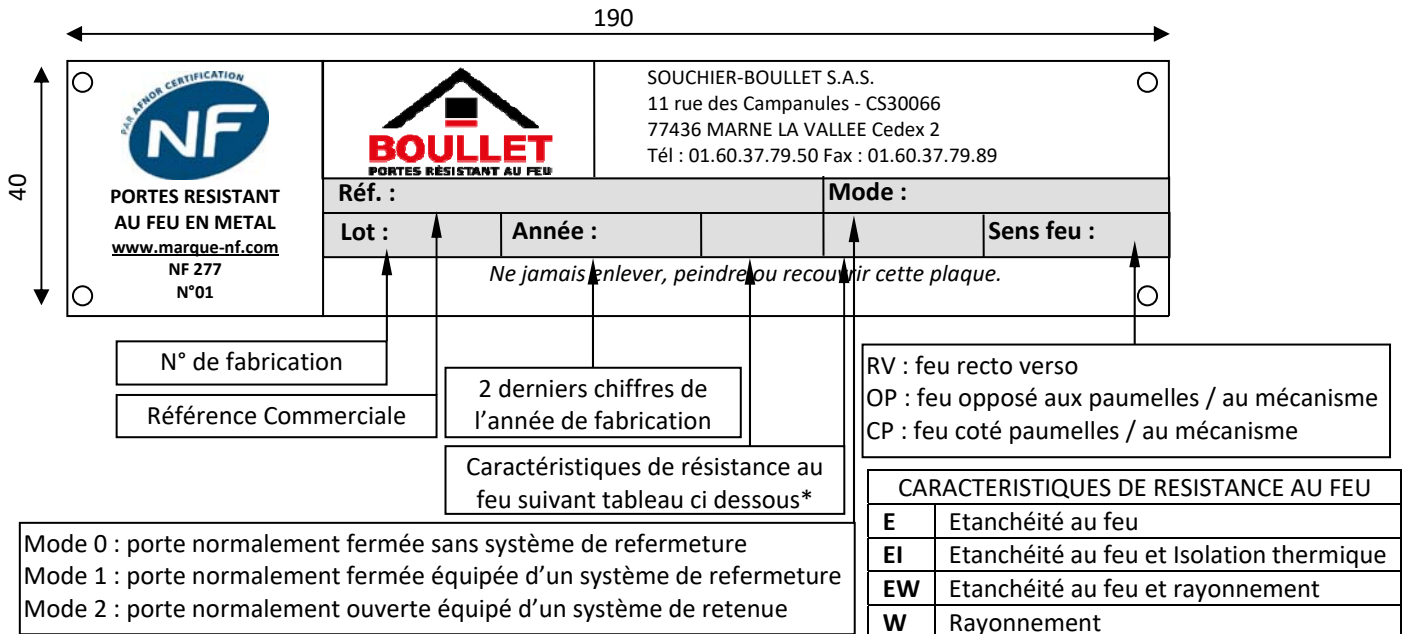 190
40
PAR AFNOR CERTIFICATION
NF
PORTES RESISTANT
AU FEU EN METAL
www.marque-nf.com
NF 277
N°01
BOULLET
PORTES RÉSISTANT AU FEU
SOUCHIER-BOULLET S.A.S.
11 rue des Campanules - CS30066
77436 MARNE LA VALLEE Cedex 2
Tél : 01.60.37.79.50 Fax : 01.60.37.79.89
Réf. : Mode :
Lot : Année : Sens feu :
Ne jamais enlever, peindre ou recouvrir cette plaque.
N° de fabrication
Référence Commerciale
2 derniers chiffres de
l'année de fabrication
Caractéristiques de résistance au
feu suivant tableau ci dessous*
RV : feu recto verso
OP : feu opposé aux paumelles / au mécanisme
CP : feu coté paumelles / au mécanisme
Mode 0 : porte normalement fermée sans système de refermeture
Mode 1 : porte normalement fermée équipée d'un système de refermeture
Mode 2 : porte normalement ouverte équipé d'un système de retenue
CARACTERISTIQUES DE RESISTANCE AU FEU
E Etanchéité au feu
EI Etanchéité au feu et Isolation thermique
EW Etanchéité au feu et rayonnement
W Rayonnement